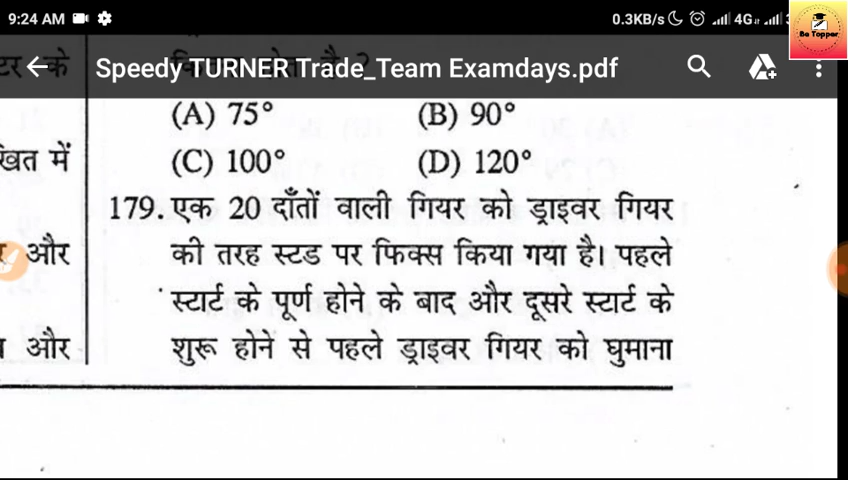 9:24 AM
0.3KB/s 4G
Be Topper
Speedy TURNER Trade_Team Examdays.pdf
टर के
(A) 75° (B) 90°
खित में
(C) 100° (D) 120°
179. एक 20 दाँतों वाली गियर को ड्राइवर गियर
और
की तरह स्टड पर फिक्स किया गया है। पहले
स्टार्ट के पूर्ण होने के बाद और दूसरे स्टार्ट के
और
शुरू होने से पहले ड्राइवर गियर को घुमाना